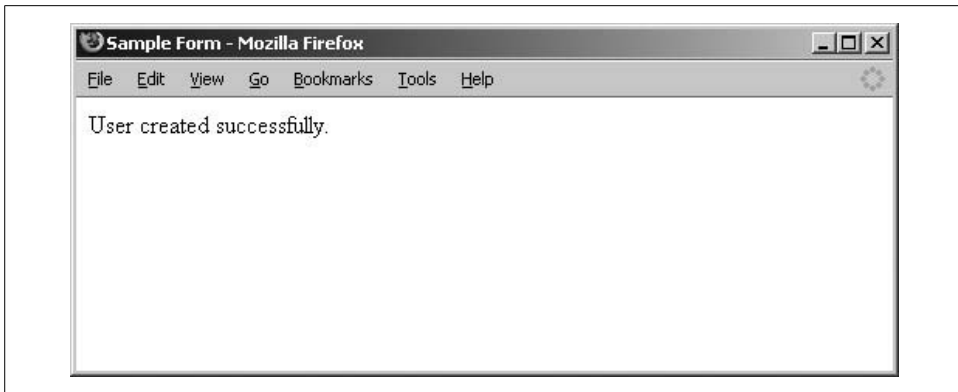 Sample Form - Mozilla Firefox
File Edit View Go Bookmarks Tools Help
User created successfully.